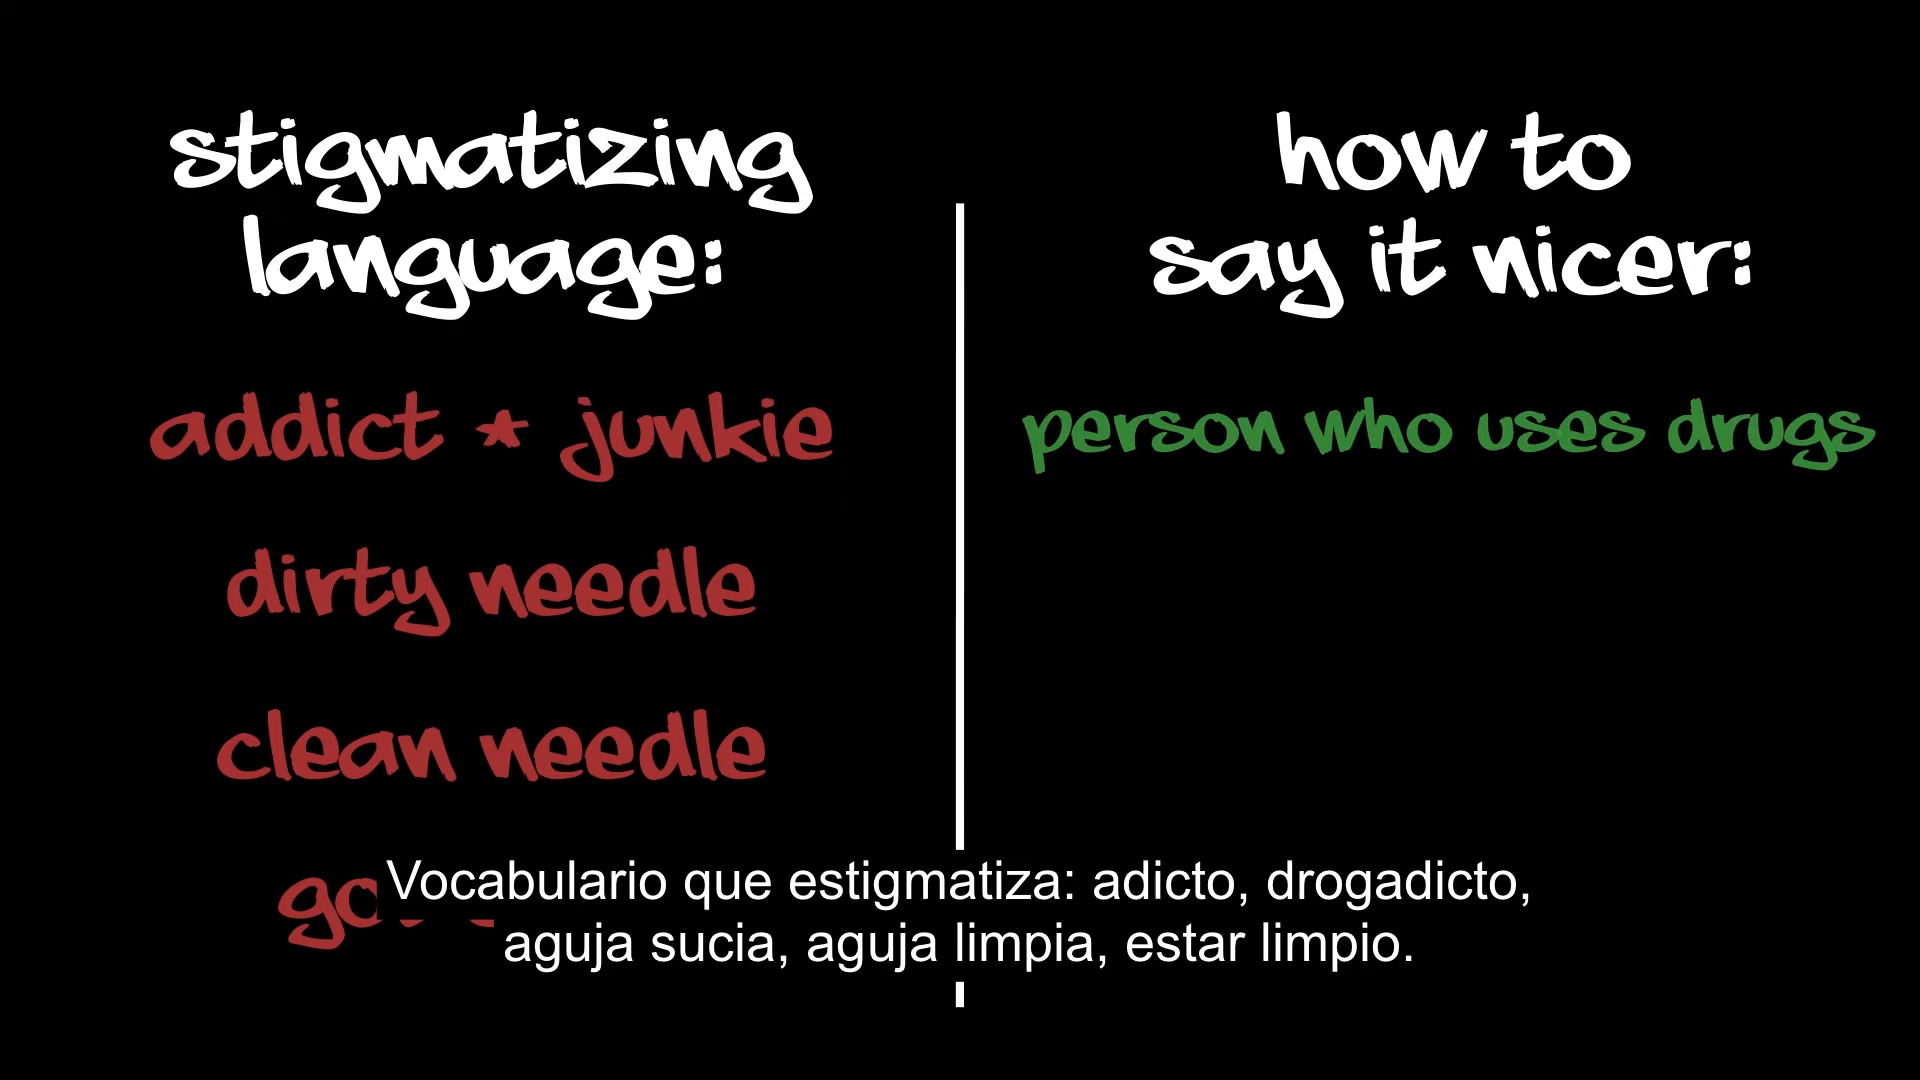 stigmatizing
language:
addict * junkie
dirty needle
clean needle
how to
say it nicer:
person who uses drugs
Vocabulario que estigmatiza: adicto, drogadicto,
aguja sucia, aguja limpia, estar limpio.